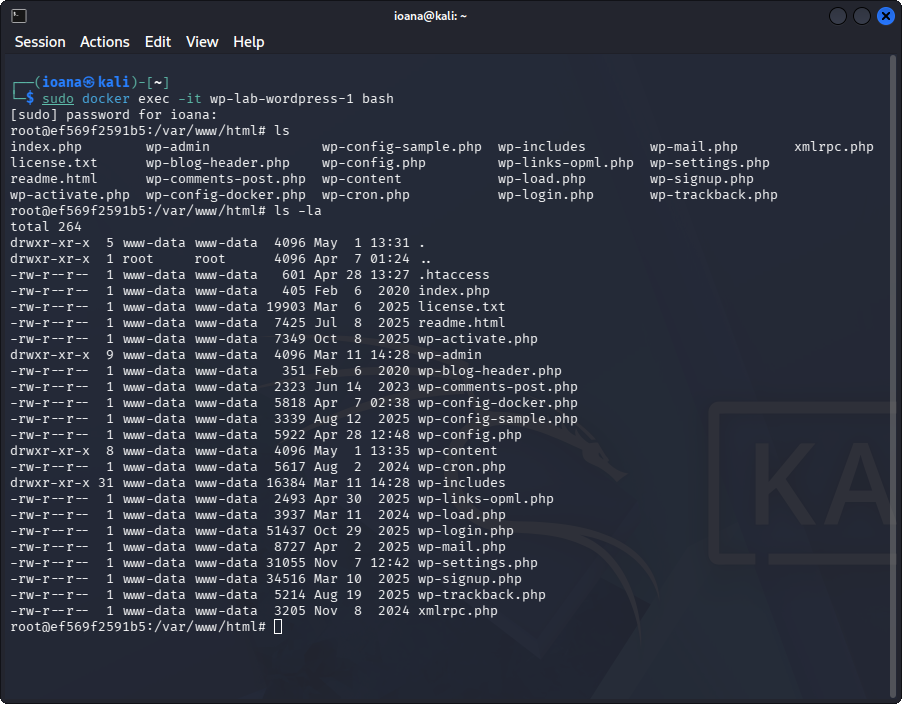 ioana@kali: ~
Session Actions Edit View Help
┌──(ioana㉿kali)-[~]
└─$ sudo docker exec -it wp-lab-wordpress-1 bash
[sudo] password for ioana:
root@ef569f2591b5:/var/www/html# ls
index.php        wp-admin              wp-config-sample.php  wp-includes        wp-mail.php       xmlrpc.php
license.txt      wp-blog-header.php    wp-config.php         wp-links-opml.php  wp-settings.php
readme.html      wp-comments-post.php  wp-content            wp-load.php        wp-signup.php
wp-activate.php  wp-config-docker.php  wp-cron.php           wp-login.php       wp-trackback.php
root@ef569f2591b5:/var/www/html# ls -la
total 264
drwxr-xr-x  5 www-data www-data  4096 May  1 13:31 .
drwxr-xr-x  1 root     root      4096 Apr  7 01:24 ..
-rw-r--r--  1 www-data www-data   601 Apr 28 13:27 .htaccess
-rw-r--r--  1 www-data www-data   405 Feb  6  2020 index.php
-rw-r--r--  1 www-data www-data 19903 Mar  6  2025 license.txt
-rw-r--r--  1 www-data www-data  7425 Jul  8  2025 readme.html
-rw-r--r--  1 www-data www-data  7349 Oct  8  2025 wp-activate.php
drwxr-xr-x  9 www-data www-data  4096 Mar 11 14:28 wp-admin
-rw-r--r--  1 www-data www-data   351 Feb  6  2020 wp-blog-header.php
-rw-r--r--  1 www-data www-data  2323 Jun 14  2023 wp-comments-post.php
-rw-r--r--  1 www-data www-data  5818 Apr  7 02:38 wp-config-docker.php
-rw-r--r--  1 www-data www-data  3339 Aug 12  2025 wp-config-sample.php
-rw-r--r--  1 www-data www-data  5922 Apr 28 12:48 wp-config.php
drwxr-xr-x  8 www-data www-data  4096 May  1 13:35 wp-content
-rw-r--r--  1 www-data www-data  5617 Aug  2  2024 wp-cron.php
drwxr-xr-x 31 www-data www-data 16384 Mar 11 14:28 wp-includes
-rw-r--r--  1 www-data www-data  2493 Apr 30  2025 wp-links-opml.php
-rw-r--r--  1 www-data www-data  3937 Mar 11  2024 wp-load.php
-rw-r--r--  1 www-data www-data 51437 Oct 29  2025 wp-login.php
-rw-r--r--  1 www-data www-data  8727 Apr  2  2025 wp-mail.php
-rw-r--r--  1 www-data www-data 31055 Nov  7 12:42 wp-settings.php
-rw-r--r--  1 www-data www-data 34516 Mar 10  2025 wp-signup.php
-rw-r--r--  1 www-data www-data  5214 Aug 19  2025 wp-trackback.php
-rw-r--r--  1 www-data www-data  3205 Nov  8  2024 xmlrpc.php
root@ef569f2591b5:/var/www/html#
KA